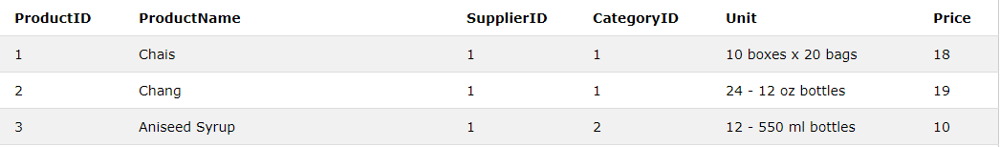 ProductID ProductName SupplierID CategoryID Unit Price
1 Chais 1 1 10 boxes x 20 bags 18
2 Chang 1 1 24 - 12 oz bottles 19
3 Aniseed Syrup 1 2 12 - 550 ml bottles 10